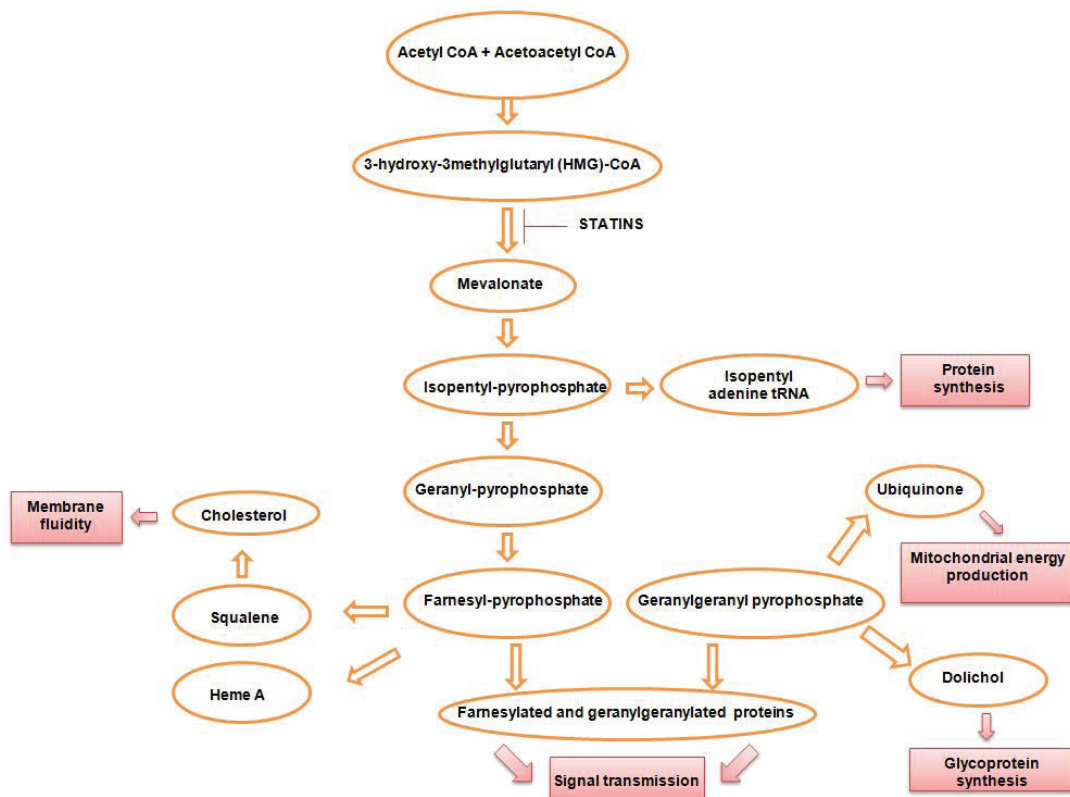 Acetyl CoA + Acetoacetyl CoA
3-hydroxy-3methylglutaryl (HMG)-CoA
STATINS
Mevalonate
Isopentyl-pyrophosphate
Isopentyl
adenine tRNA
Protein
synthesis
Geranyl-pyrophosphate
Ubiquinone
Membrane
fluidity
Cholesterol
Mitochondrial energy
production
Farnesyl-pyrophosphate
Geranylgeranyl pyrophosphate
Squalene
Heme A
Dolichol
Farnesylated and geranylgeranylated proteins
Signal transmission
Glycoprotein
synthesis